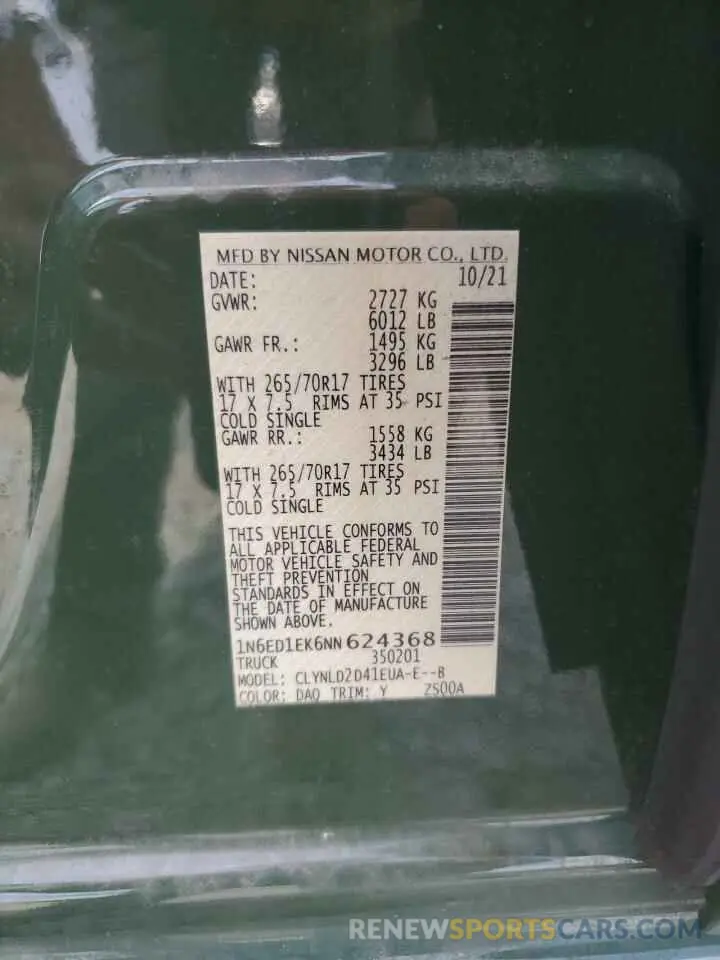 MFD BY NISSAN MOTOR CO., LTD.
DATE: 10/21
GVWR: 2727 KG
6012 LB
GAWR FR.: 1495 KG
3296 LB
WITH 265/70R17 TIRES
17 X 7.5 RIMS AT 35 PSI
COLD SINGLE
GAWR RR.: 1558 KG
3434 LB
WITH 265/70R17 TIRES
17 X 7.5 RIMS AT 35 PSI
COLD SINGLE
THIS VEHICLE CONFORMS TO
ALL APPLICABLE FEDERAL
MOTOR VEHICLE SAFETY AND
THEFT PREVENTION
STANDARDS IN EFFECT ON
THE DATE OF MANUFACTURE
SHOWN ABOVE.
1N6ED1EK6NN624368
TRUCK 350201
MODEL: CLYNLD2D41EUA-E--B
COLOR: DAQ TRIM: Y ZS00A
RENEWSPORTSCARS.COM